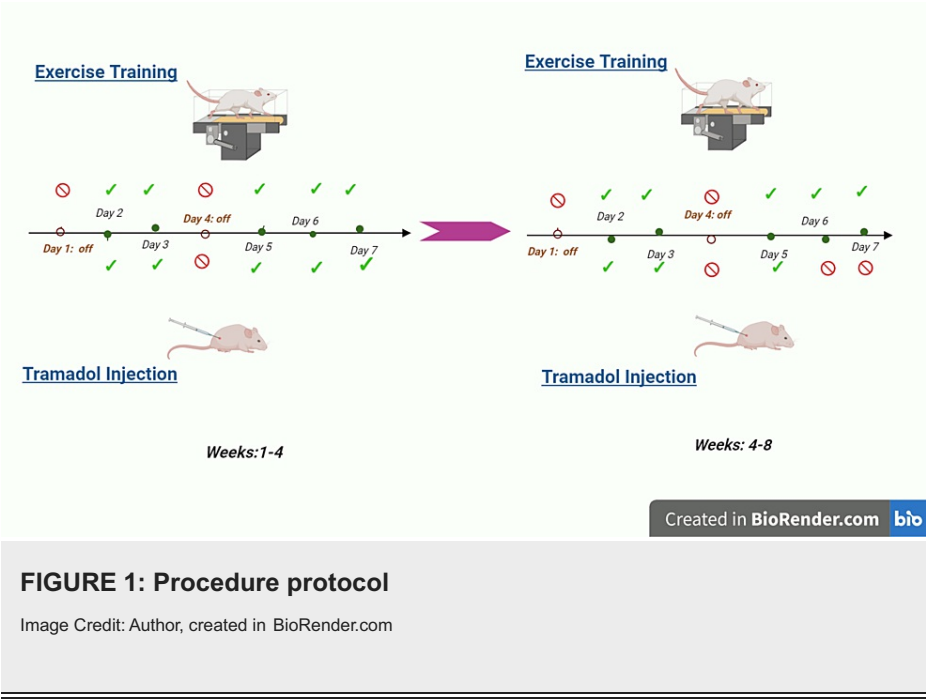 Exercise Training
Day 2
Day 4: off
Day 6
Day 1: off
Day 3
Day 5
Day 7
Tramadol Injection
Weeks:1-4
Exercise Training
Day 2
Day 4: off
Day 6
Day 1: off
Day 3
Day 5
Day 7
Tramadol Injection
Weeks: 4-8
Created in BioRender.com bio
FIGURE 1: Procedure protocol
Image Credit: Author, created in BioRender.com